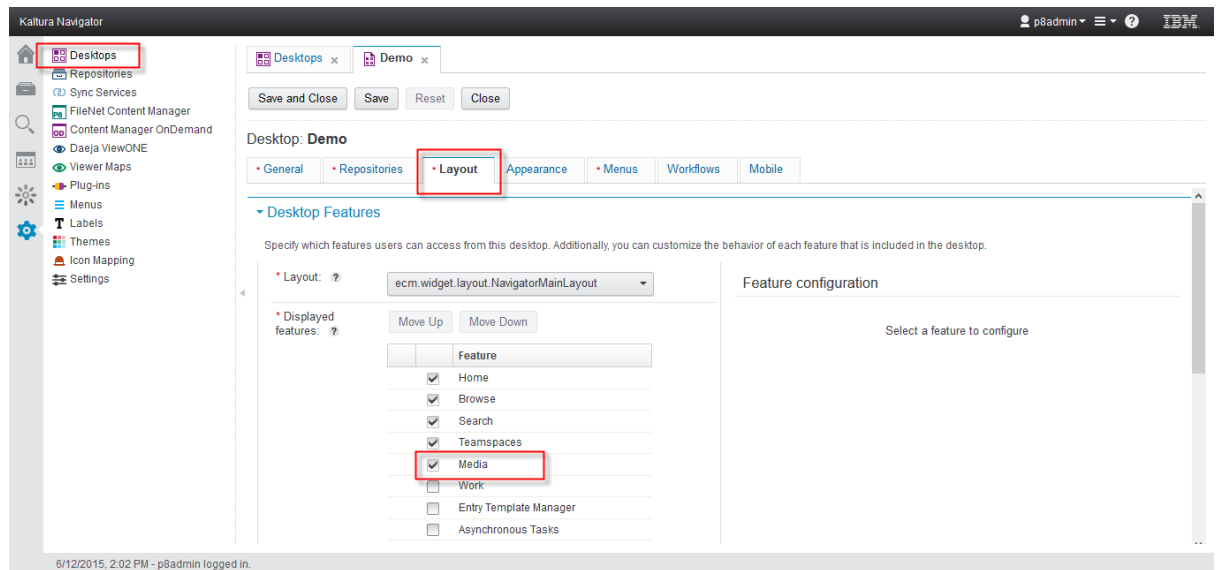 Kaltura Navigator
p8admin
IBM.
Desktops
Repositories
Sync Services
FileNet Content Manager
Content Manager OnDemand
Daeja ViewONE
Viewer Maps
Plug-ins
Menus
Labels
Themes
Icon Mapping
Settings
Desktops x Demo x
Save and Close Save Reset Close
Desktop: Demo
* General * Repositories * Layout Appearance * Menus Workflows Mobile
Desktop Features
Specify which features users can access from this desktop. Additionally, you can customize the behavior of each feature that is included in the desktop.
* Layout: ? ecm.widget.layout.NavigatorMainLayout
* Displayed
features: ?
Move Up Move Down
Feature
Home
Browse
Search
Teamspaces
Media
Work
Entry Template Manager
Asynchronous Tasks
Feature configuration
Select a feature to configure
6/12/2015, 2:02 PM - p8admin logged in.